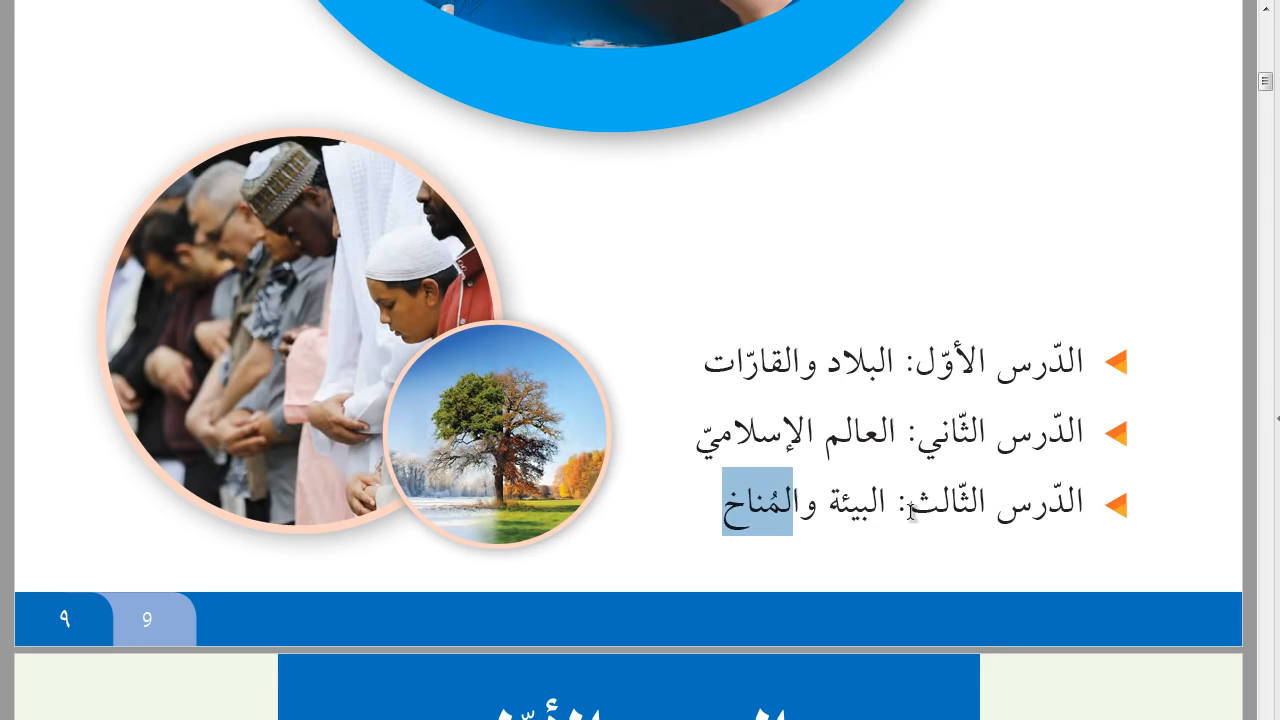 الدّرس الأوّل: البلاد والقارّات
الدّرس الثّاني: العالم الإسلاميّ
الدّرس الثّالث: البيئة والمُناخ
٩ 9